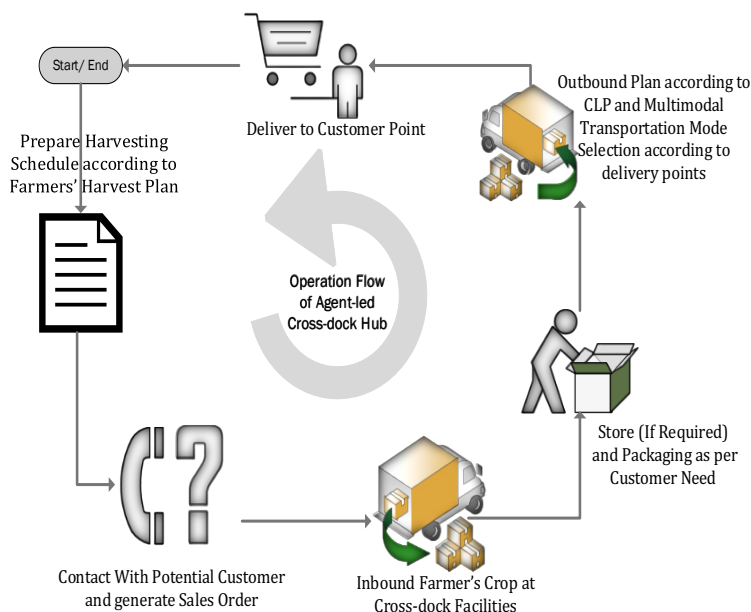 Start/ End
Prepare Harvesting
Schedule according to
Farmers' Harvest Plan
Contact With Potential Customer
and generate Sales Order
Inbound Farmer's Crop at
Cross-dock Facilities
Store (If Required)
and Packaging as per
Customer Need
Outbound Plan according to
CLP and Multimodal
Transportation Mode
Selection according to
delivery points
Deliver to Customer Point
Operation Flow
of Agent-led
Cross-dock Hub